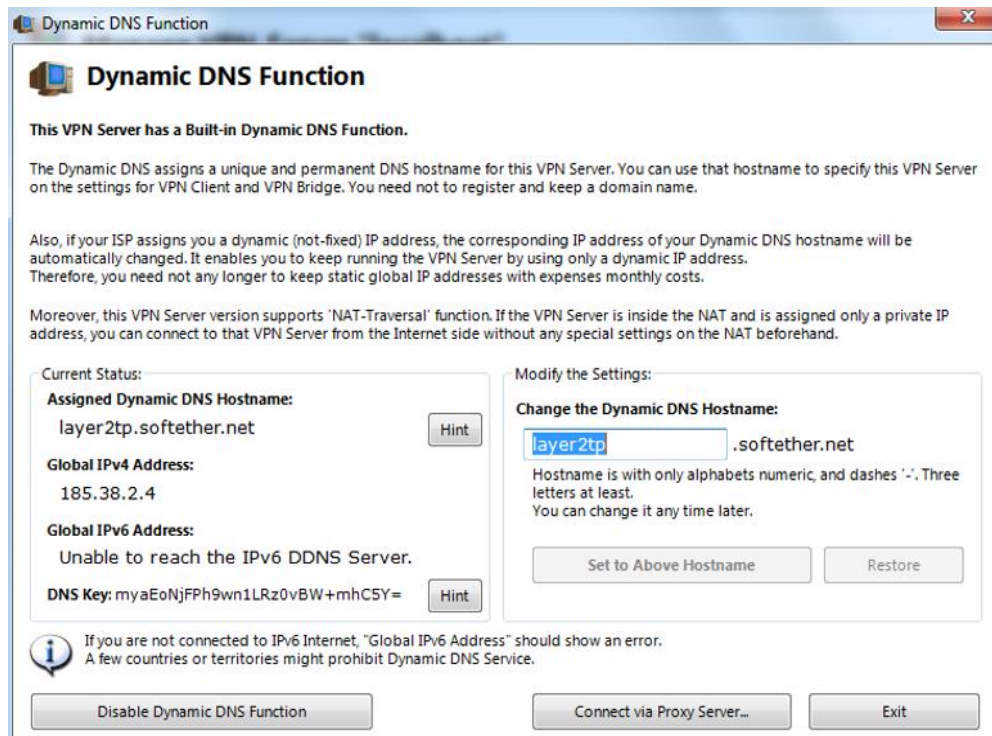 Dynamic DNS Function
Dynamic DNS Function
This VPN Server has a Built-in Dynamic DNS Function.
The Dynamic DNS assigns a unique and permanent DNS hostname for this VPN Server. You can use that hostname to specify this VPN Server
on the settings for VPN Client and VPN Bridge. You need not to register and keep a domain name.
Also, if your ISP assigns you a dynamic (not-fixed) IP address, the corresponding IP address of your Dynamic DNS hostname will be
automatically changed. It enables you to keep running the VPN Server by using only a dynamic IP address.
Therefore, you need not any longer to keep static global IP addresses with expenses monthly costs.
Moreover, this VPN Server version supports 'NAT-Traversal' function. If the VPN Server is inside the NAT and is assigned only a private IP
address, you can connect to that VPN Server from the Internet side without any special settings on the NAT beforehand.
Current Status:
Assigned Dynamic DNS Hostname:
layer2tp.softether.net
Hint
Global IPv4 Address:
185.38.2.4
Global IPv6 Address:
Unable to reach the IPv6 DDNS Server.
DNS Key: myaEoNjFPh9wn1LRz0vBW+mhC5Y=
Hint
Modify the Settings:
Change the Dynamic DNS Hostname:
layer2tp .softether.net
Hostname is with only alphabets numeric, and dashes '-'. Three
letters at least.
You can change it any time later.
Set to Above Hostname
Restore
If you are not connected to IPv6 Internet, "Global IPv6 Address" should show an error.
A few countries or territories might prohibit Dynamic DNS Service.
Disable Dynamic DNS Function
Connect via Proxy Server...
Exit